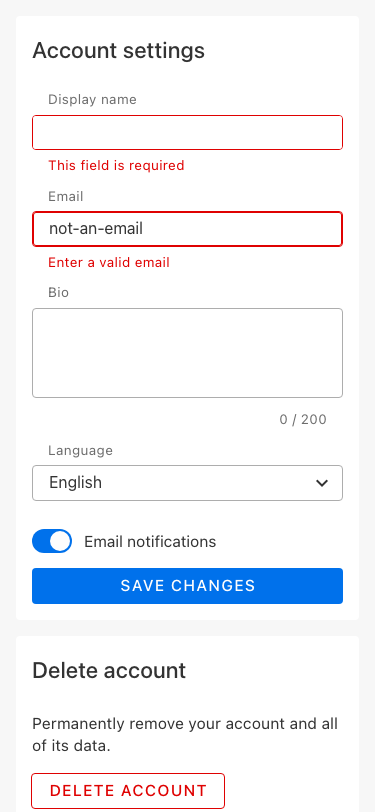 Account settings
Display name
This field is required
Email
not-an-email
Enter a valid email
Bio
0 / 200
Language
English
Email notifications
SAVE CHANGES
Delete account
Permanently remove your account and all
of its data.
DELETE ACCOUNT